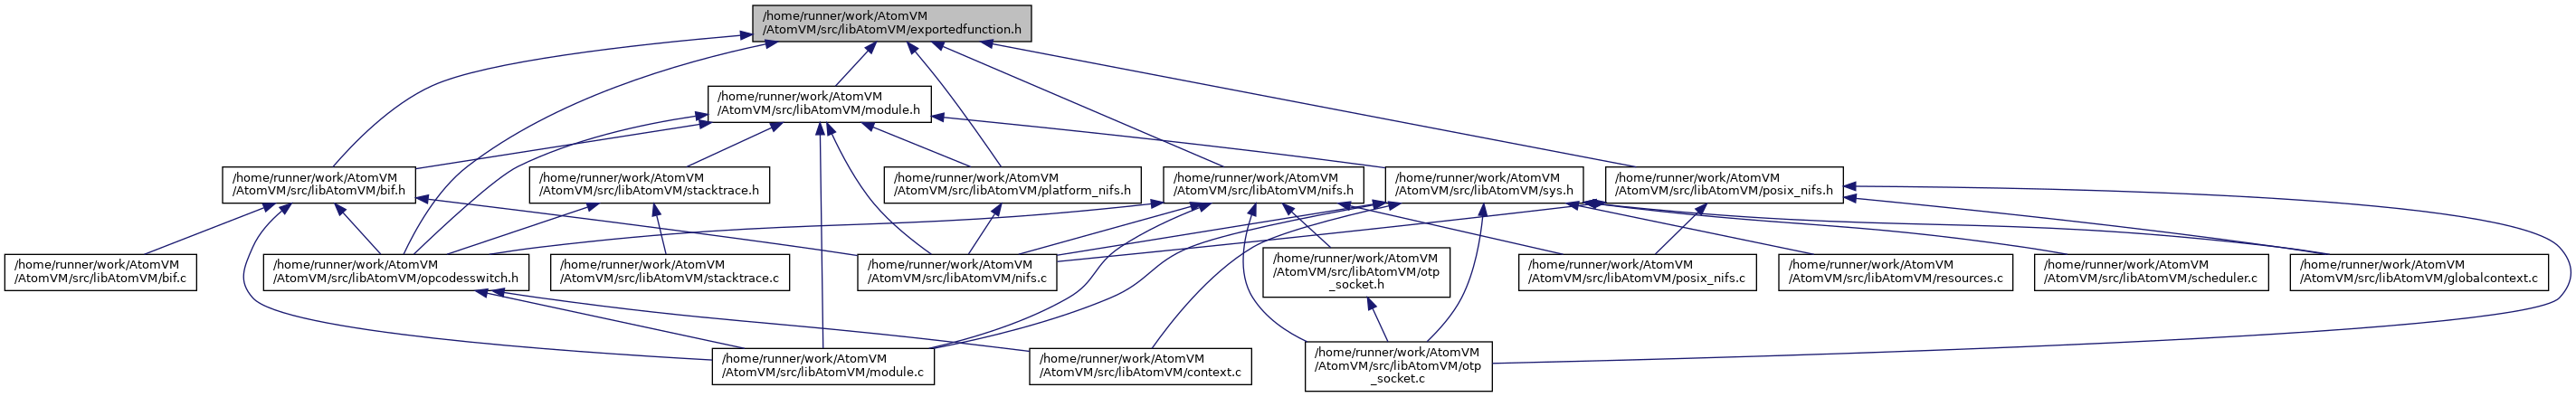 /home/runner/work/AtomVM
/AtomVM/src/libAtomVM/exportedfunction.h
/home/runner/work/AtomVM
/AtomVM/src/libAtomVM/module.h
/home/runner/work/AtomVM
/AtomVM/src/libAtomVM/bif.h
/home/runner/work/AtomVM
/AtomVM/src/libAtomVM/stacktrace.h
/home/runner/work/AtomVM
/AtomVM/src/libAtomVM/platform_nifs.h
/home/runner/work/AtomVM
/AtomVM/src/libAtomVM/nifs.h
/home/runner/work/AtomVM
/AtomVM/src/libAtomVM/sys.h
/home/runner/work/AtomVM
/AtomVM/src/libAtomVM/posix_nifs.h
/home/runner/work/AtomVM
/AtomVM/src/libAtomVM/bif.c
/home/runner/work/AtomVM
/AtomVM/src/libAtomVM/opcodesswitch.h
/home/runner/work/AtomVM
/AtomVM/src/libAtomVM/stacktrace.c
/home/runner/work/AtomVM
/AtomVM/src/libAtomVM/nifs.c
/home/runner/work/AtomVM
/AtomVM/src/libAtomVM/otp
_socket.h
/home/runner/work/AtomVM
/AtomVM/src/libAtomVM/posix_nifs.c
/home/runner/work/AtomVM
/AtomVM/src/libAtomVM/resources.c
/home/runner/work/AtomVM
/AtomVM/src/libAtomVM/scheduler.c
/home/runner/work/AtomVM
/AtomVM/src/libAtomVM/globalcontext.c
/home/runner/work/AtomVM
/AtomVM/src/libAtomVM/module.c
/home/runner/work/AtomVM
/AtomVM/src/libAtomVM/context.c
/home/runner/work/AtomVM
/AtomVM/src/libAtomVM/otp
_socket.c